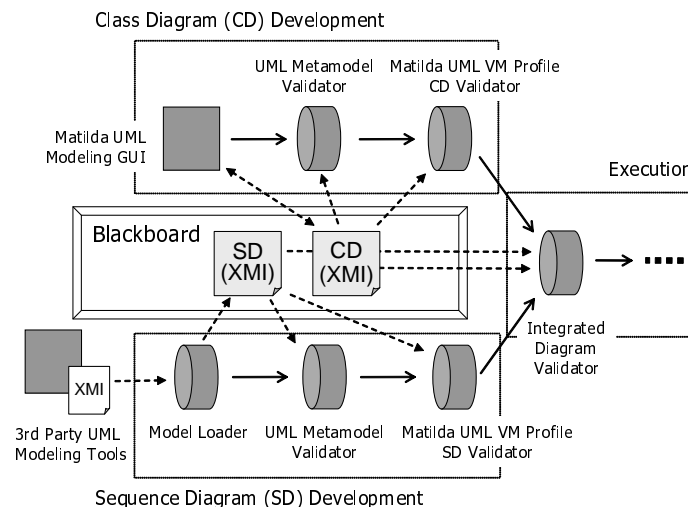 Class Diagram (CD) Development
UML Metamodel
Validator
Matilda UML VM Profile
CD Validator
Matilda UML
Modeling GUI
Execution
Blackboard
SD
(XMI)
CD
(XMI)
Integrated
Diagram
Validator
XMI
3rd Party UML
Modeling Tools
Model Loader
UML Metamodel
Validator
Matilda UML VM Profile
SD Validator
Sequence Diagram (SD) Development